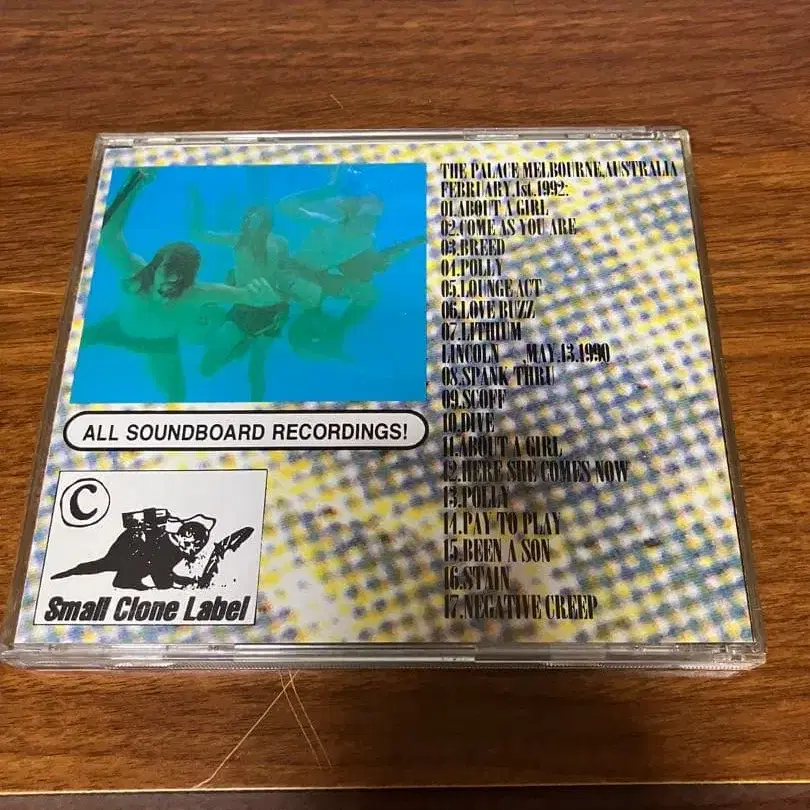 THE PALACE MELBOURNE,AUSTRALIA
FEBRUARY.1st.1992:
01.ABOUT A GIRL
02.COME AS YOU ARE
03.BREED
04.POLLY
05.LOUNGE ACT
06.LOVE BUZZ
07.LITHIUM
LINCOLN ,MAY.13.1990
08.SPANK THRU
09.SCOFF
10.DIVE
11.ABOUT A GIRL
12.HERE SHE COMES NOW
13.POLLY
14.PAY TO PLAY
15.BEEN A SON
16.STAIN
17.NEGATIVE CREEP
ALL SOUNDBOARD RECORDINGS!
C
Small Clone Label